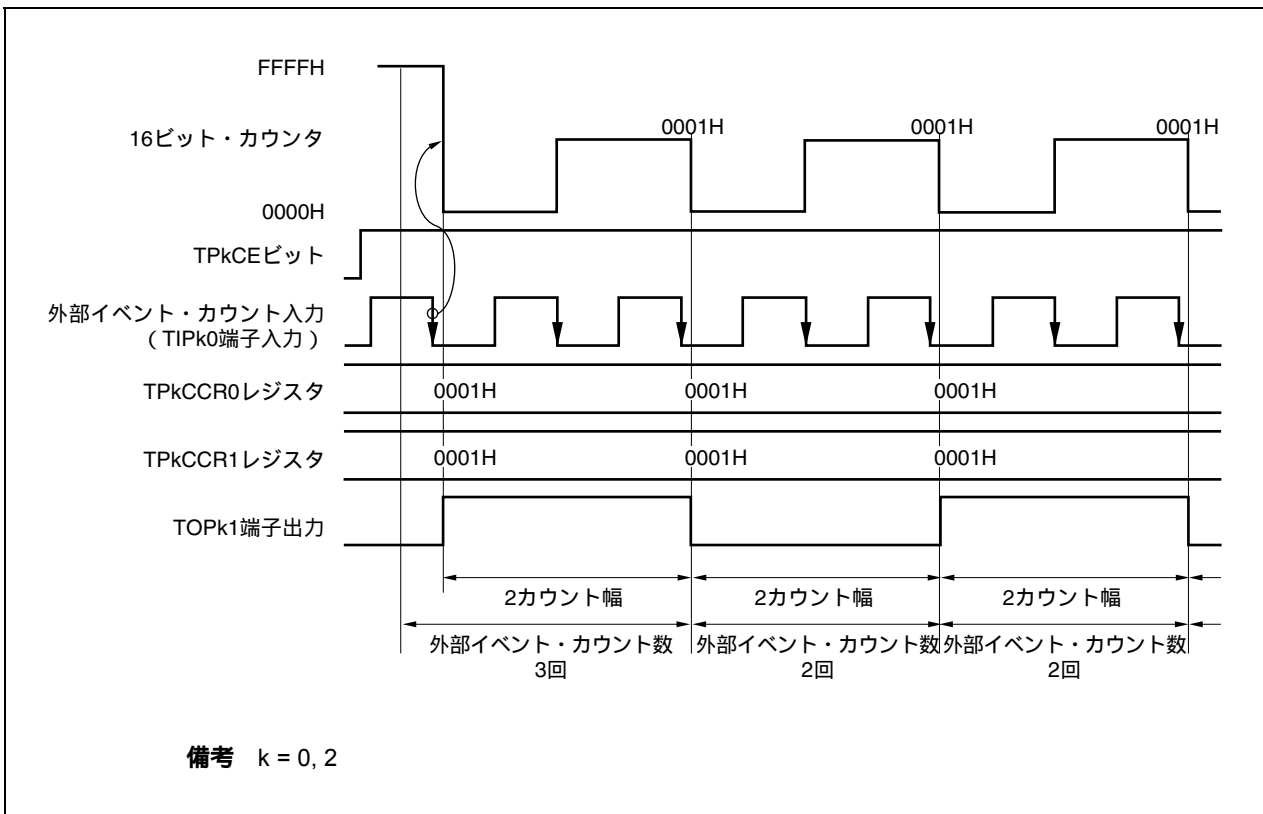 FFFFH
16ビット・カウンタ
0001H 0001H 0001H
0000H
TPkCEビット
外部イベント・カウント入力
（TIPk0端子入力）
TPkCCR0レジスタ 0001H 0001H 0001H
TPkCCR1レジスタ 0001H 0001H 0001H
TOPk1端子出力
2カウント幅 2カウント幅 2カウント幅
外部イベント・カウント数 外部イベント・カウント数 外部イベント・カウント数
3回 2回 2回
備考 k = 0, 2